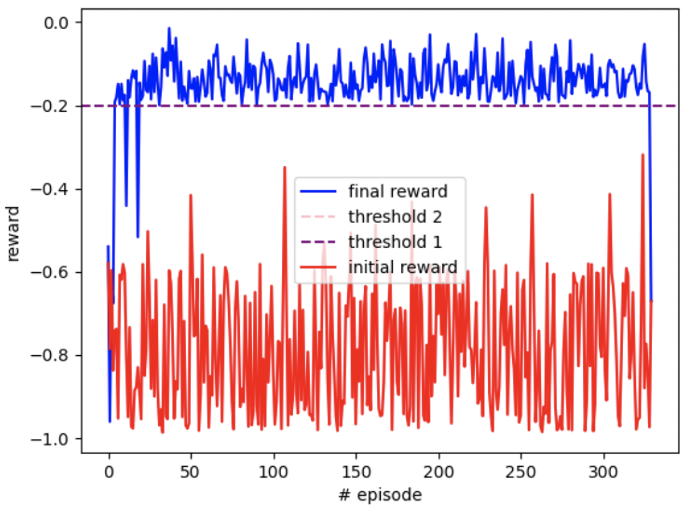 0.0
−0.2
−0.4
−0.6
−0.8
−1.0
reward
final reward
threshold 2
threshold 1
initial reward
0 50 100 150 200 250 300
# episode